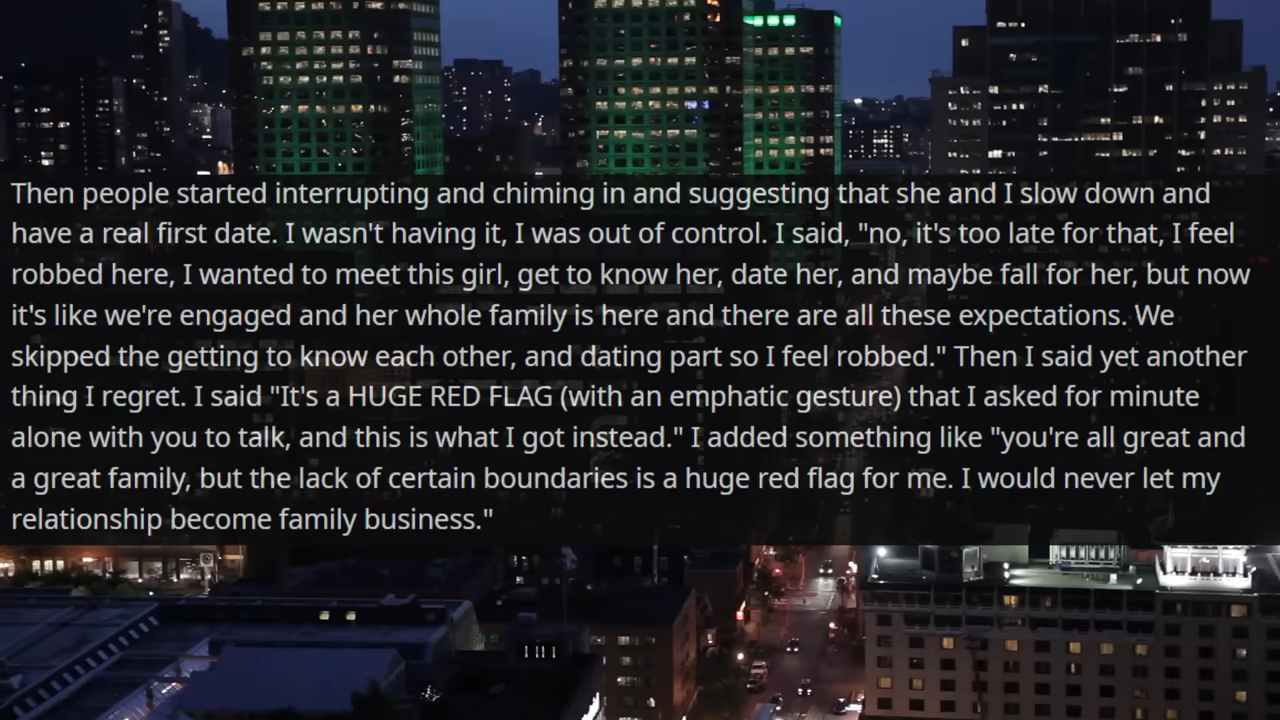 Then people started interrupting and chiming in and suggesting that she and I slow down and
have a real first date. I wasn't having it, I was out of control. I said, "no, it's too late for that, I feel
robbed here, I wanted to meet this girl, get to know her, date her, and maybe fall for her, but now
it's like we're engaged and her whole family is here and there are all these expectations. We
skipped the getting to know each other, and dating part so I feel robbed." Then I said yet another
thing I regret. I said "It's a HUGE RED FLAG (with an emphatic gesture) that I asked for minute
alone with you to talk, and this is what I got instead." I added something like "you're all great and
a great family, but the lack of certain boundaries is a huge red flag for me. I would never let my
relationship become family business."